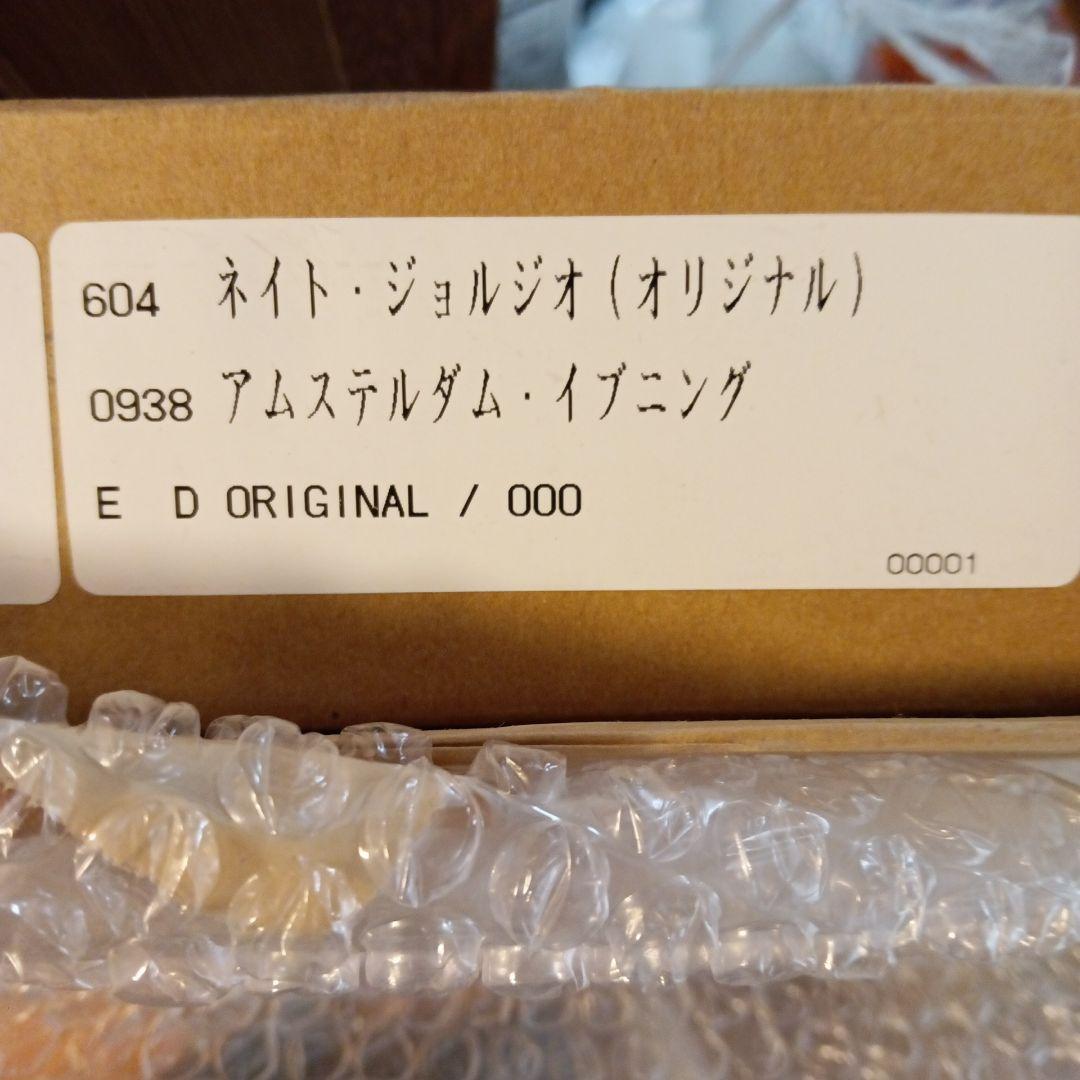 604 ネイト・ジョルジオ(オリジナル)
0938 アムステルダム・イブニング
E D ORIGINAL / 000
00001